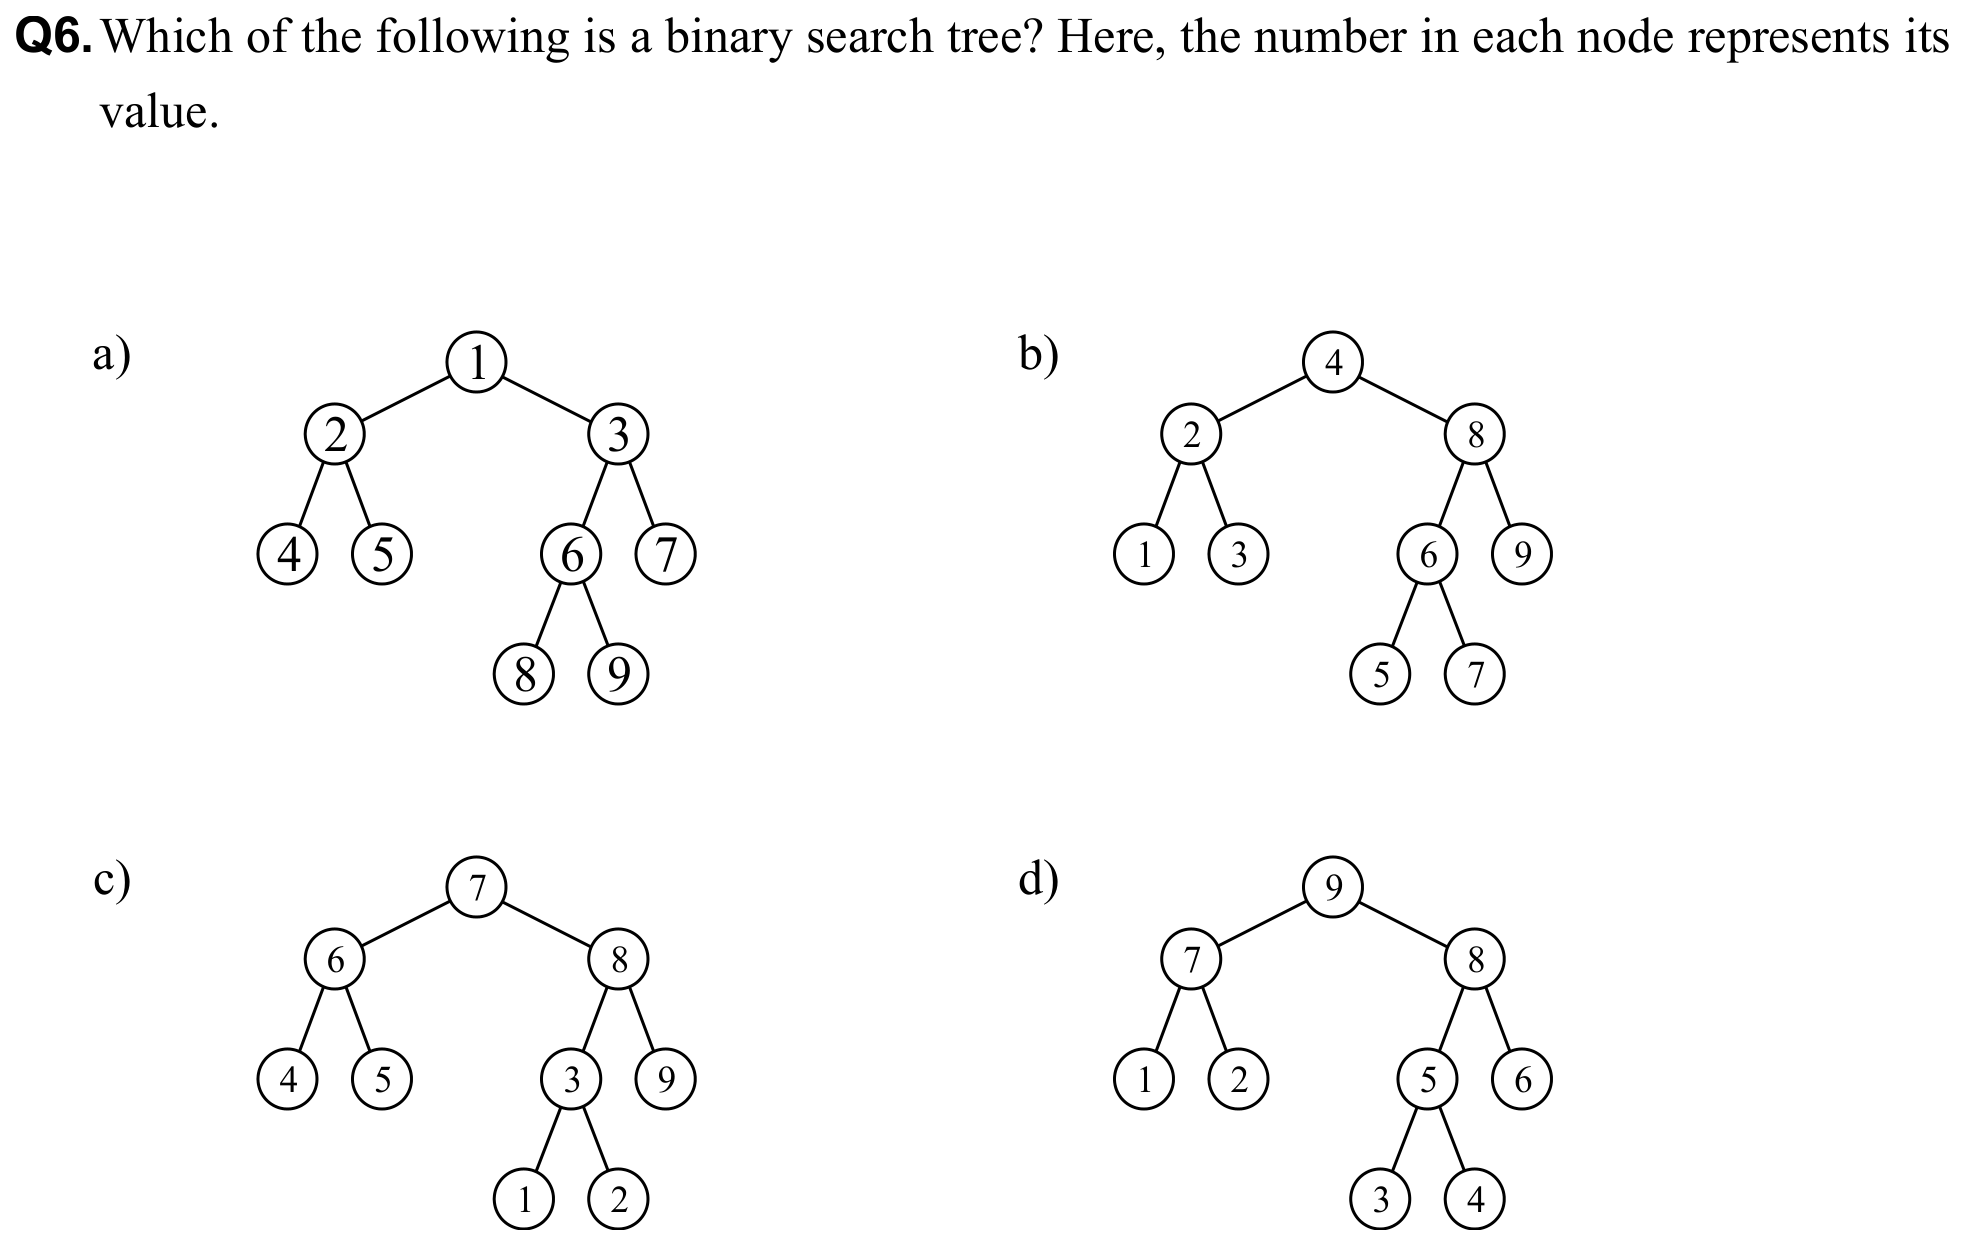 Q6. Which of the following is a binary search tree? Here, the number in each node represents its
value.
a)
1
2 3
4 5 6 7
8 9
b)
4
2 8
1 3 6 9
5 7
c)
7
6 8
4 5 3 9
1 2
d)
9
7 8
1 2 5 6
3 4